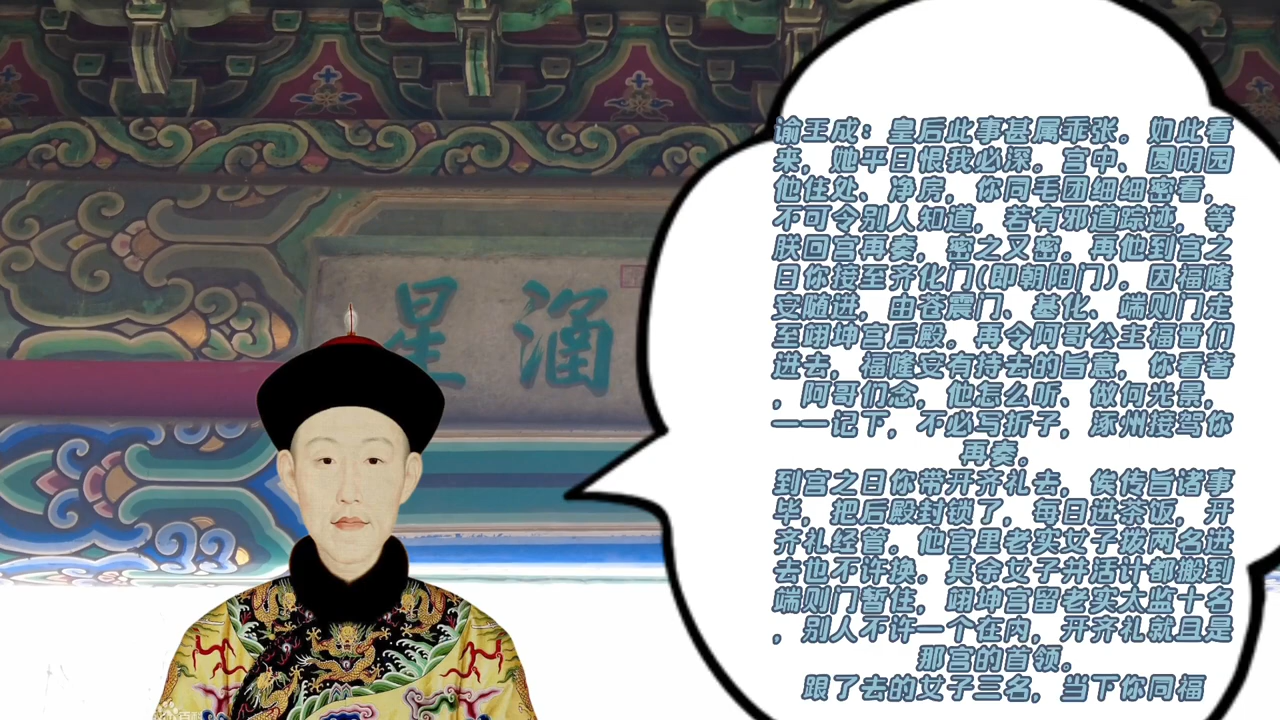 星涵
谕王成：皇后此事甚属乖张。如此看
来，她平日恨我必深。宫中、圆明园
他住处、净房，你同毛团细细密看，
不可令别人知道，若有邪道踪迹，等
朕回宫再奏，密之又密。再他到宫之
日你接至齐化门(即朝阳门)。因福隆
安随进，由苍震门、基化、端则门走
至翊坤宫后殿。再令阿哥公主福晋们
进去，福隆安有持去的旨意，你看著
，阿哥们念，他怎么听、做何光景，
一一记下，不必写折子，涿州接驾你
再奏。
到宫之日你带开齐礼去，俟传旨诸事
毕，把后殿封锁了，每日进茶饭，开
齐礼经管。他宫里老实女子拨两名进
去也不许换。其余女子并活计都搬到
端则门暂住，翊坤宫留老实太监十名
，别人不许一个在内，开齐礼就且是
那宫的首领。
跟了去的女子三名，当下你同福